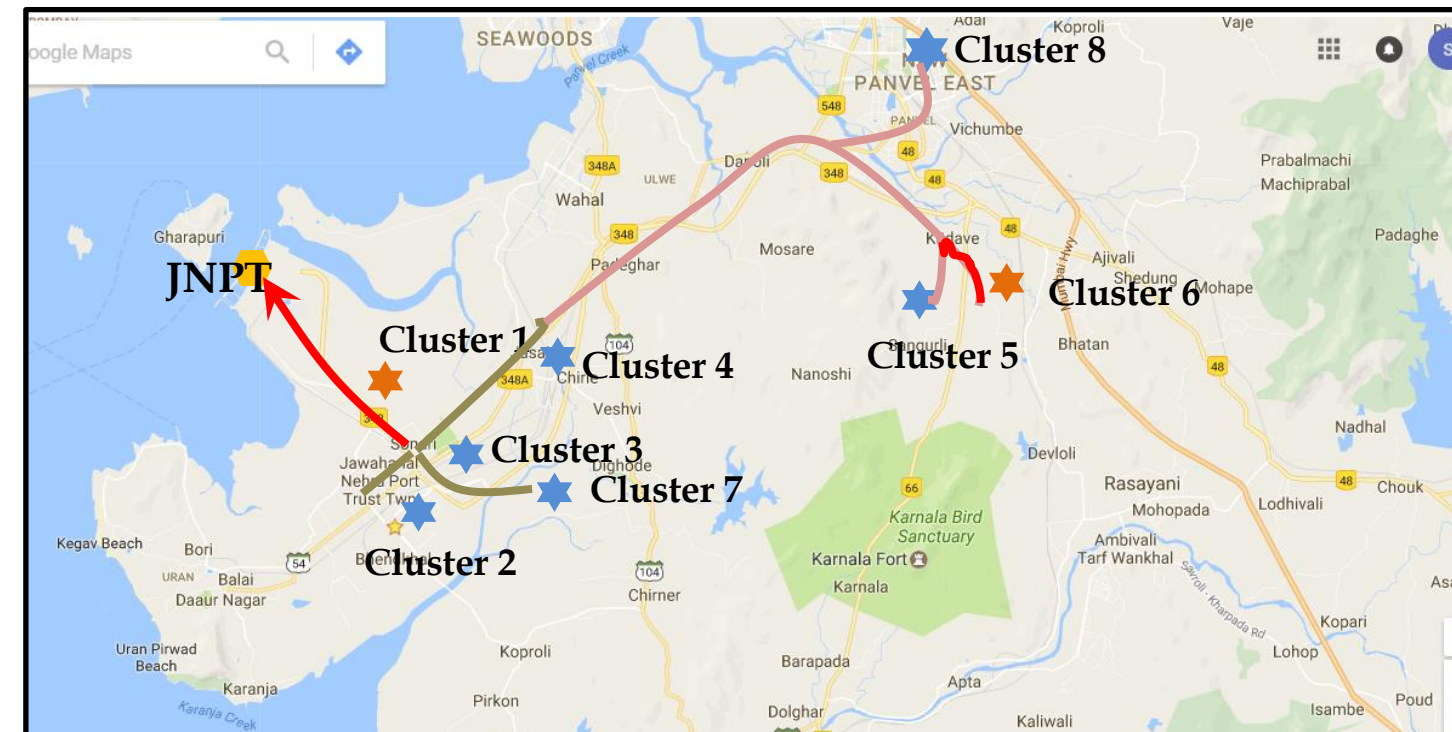 oogle Maps
SEAWOODS
Panvel Creek
Adai
Koproli
Vaje
S
Cluster 8
PANVEL EAST
548
PANVEL
Vichumbe
48
348A
ULWE
Dapoli
348
48
Prabalmachi
Machiprabal
Wahal
Gharapuri
348
Mosare
48
Padaghe
JNPT
Padeghar
Mumbai Hwy
Ajivali
Shedung
Mohape
Cluster 6
Cluster 1
104
Cluster 5
Bhatan
348A
Chirle
Cluster 4
Nanoshi
48
Veshvi
Nadhal
Cluster 3
Jawaharlal
Nehru Port
Trust Twp
Dighode
Devloli
Cluster 7
66
Rasayani
48
Chouk
Mohopada
Lodhivali
Karnala Bird
Sanctuary
Kegav Beach
Bori
54
Cluster 2
Karnala Fort
Ambivali
Tarf Wankhal
URAN
Balai
104
Karnala
Savroli - Kharpada Rd
Daaur Nagar
Chirner
Kopari
Uran Pirwad
Beach
Koproli
Barapada
Lohop
Karanja
Pirkon
Apta
Poud
Karanja Creek
Dolghar
Kaliwali
Isambe